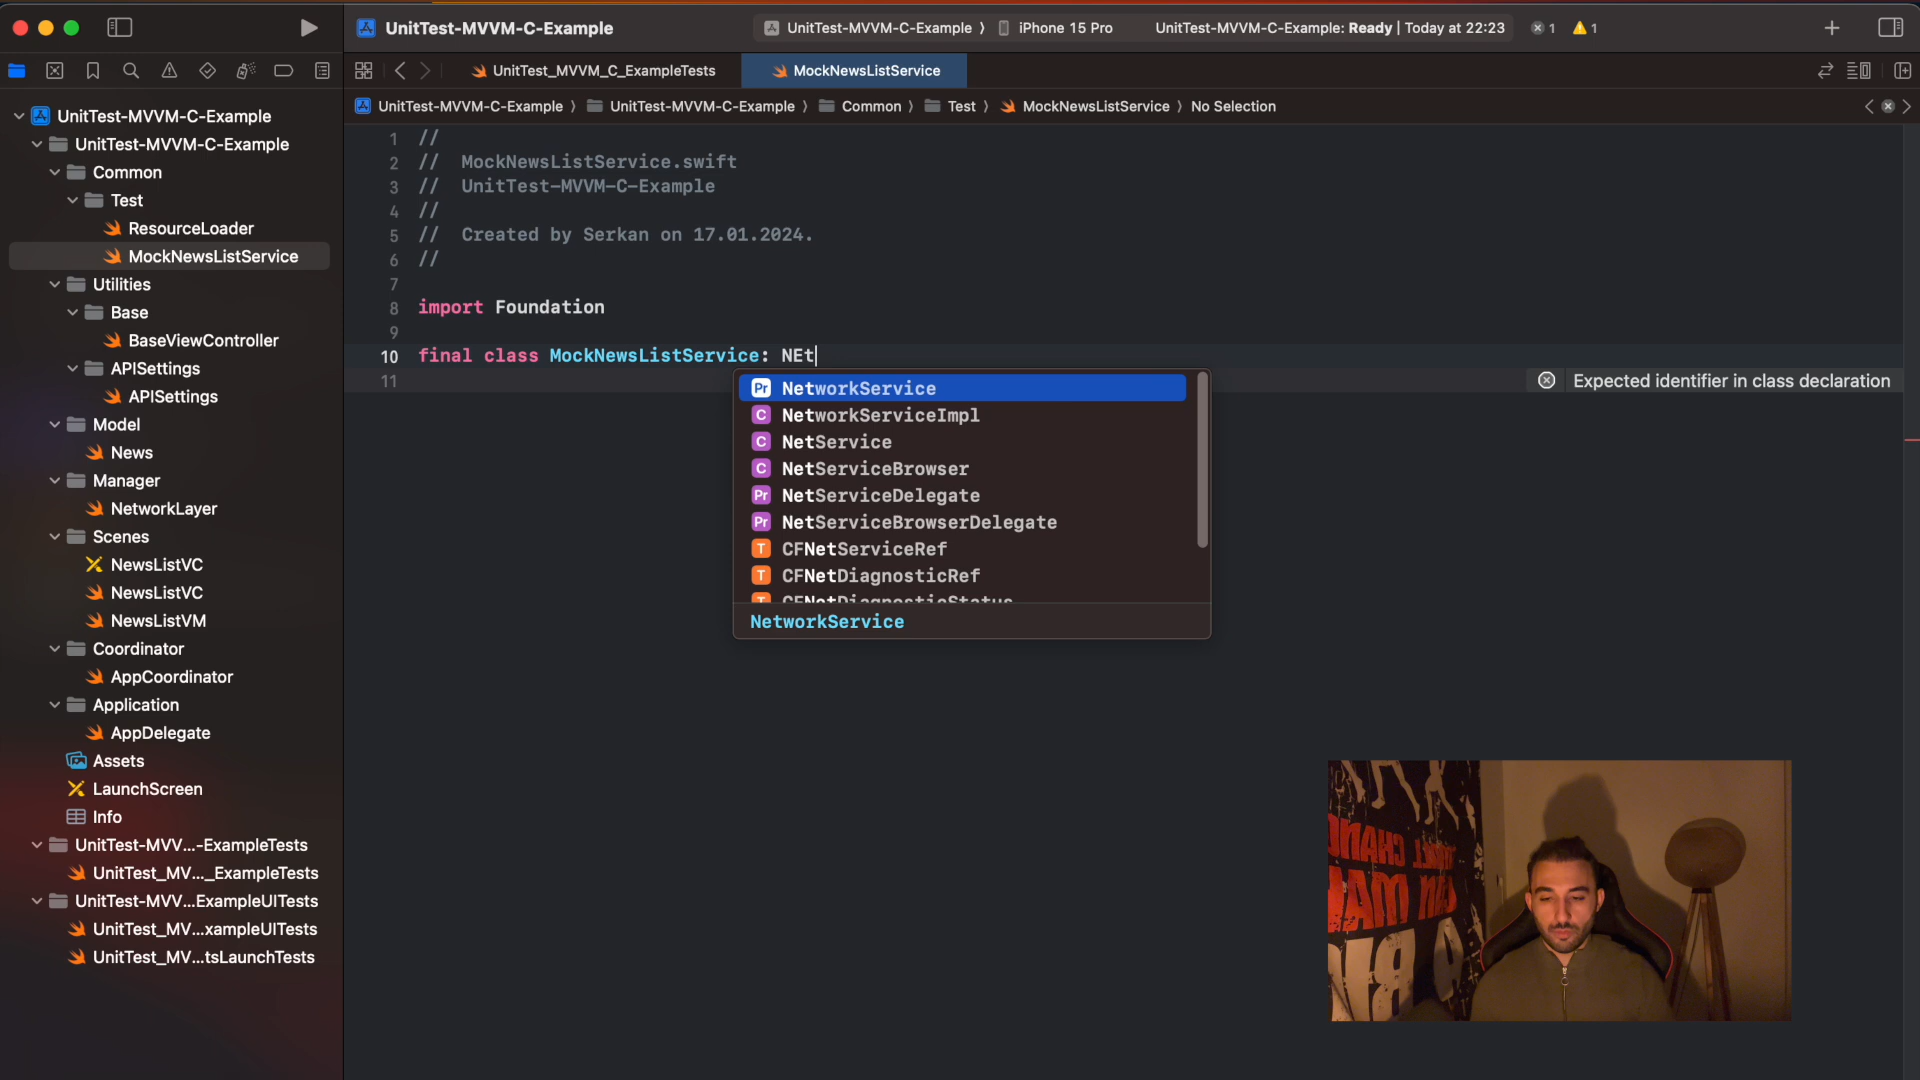 UnitTest-MVVM-C-Example
UnitTest-MVVM-C-Example 〉 iPhone 15 Pro
UnitTest-MVVM-C-Example: Ready | Today at 22:23
1
1
UnitTest_MVVM_C_ExampleTests
MockNewsListService
UnitTest-MVVM-C-Example 〉 UnitTest-MVVM-C-Example 〉 Common 〉 Test 〉 MockNewsListService 〉 No Selection
UnitTest-MVVM-C-Example
UnitTest-MVVM-C-Example
Common
Test
ResourceLoader
MockNewsListService
Utilities
Base
BaseViewController
APISettings
APISettings
Model
News
Manager
NetworkLayer
Scenes
NewsListVC
NewsListVC
NewsListVM
Coordinator
AppCoordinator
Application
AppDelegate
Assets
LaunchScreen
Info
UnitTest-MVV...-ExampleTests
UnitTest_MV..._ExampleTests
UnitTest-MVV...ExampleUITests
UnitTest_MV...xampleUITests
UnitTest_MV...tsLaunchTests
1 //
2 //  MockNewsListService.swift
3 //  UnitTest-MVVM-C-Example
4 //
5 //  Created by Serkan on 17.01.2024.
6 //
7
8 import Foundation
9
10 final class MockNewsListService: NEt
11
Expected identifier in class declaration
Pr NetworkService
C NetworkServiceImpl
C NetService
C NetServiceBrowser
Pr NetServiceDelegate
Pr NetServiceBrowserDelegate
T CFNetServiceRef
T CFNetDiagnosticRef
T CFNetDiagnosticStatus
NetworkService